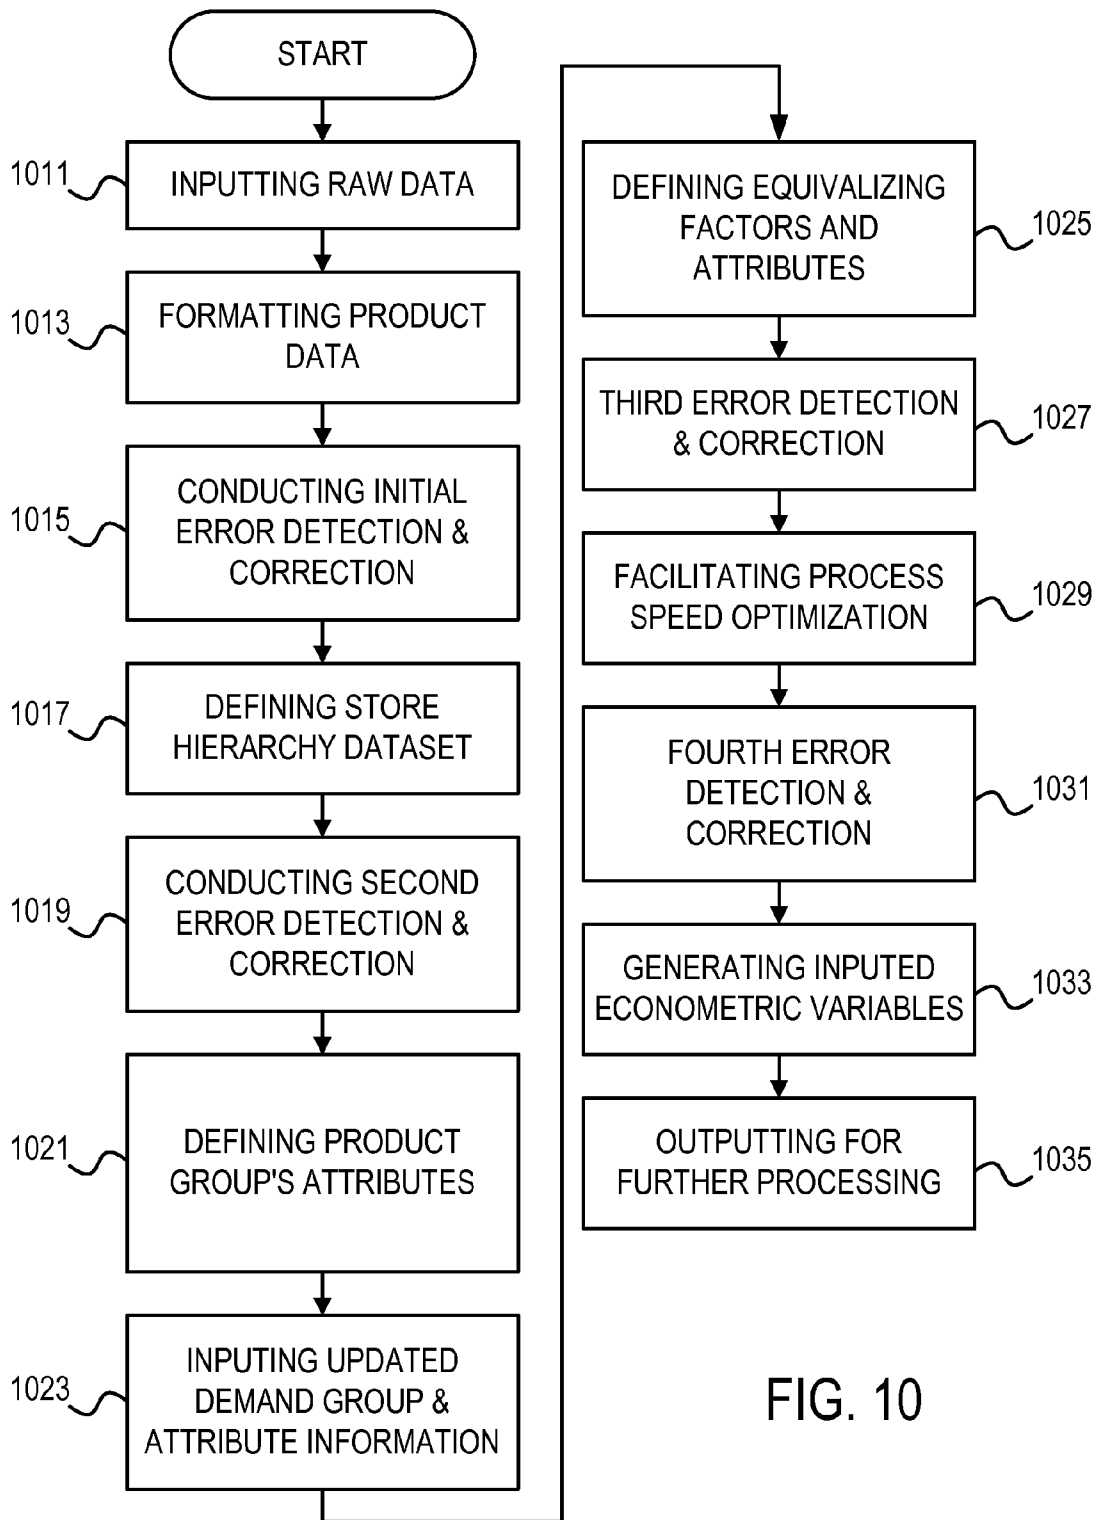 START
1011
INPUTTING RAW DATA
1013
FORMATTING PRODUCT
DATA
1015
CONDUCTING INITIAL
ERROR DETECTION &
CORRECTION
1017
DEFINING STORE
HIERARCHY DATASET
1019
CONDUCTING SECOND
ERROR DETECTION &
CORRECTION
1021
DEFINING PRODUCT
GROUP'S ATTRIBUTES
1023
INPUTING UPDATED
DEMAND GROUP &
ATTRIBUTE INFORMATION
DEFINING EQUIVALIZING
FACTORS AND
ATTRIBUTES
1025
THIRD ERROR DETECTION
& CORRECTION
1027
FACILITATING PROCESS
SPEED OPTIMIZATION
1029
FOURTH ERROR
DETECTION &
CORRECTION
1031
GENERATING INPUTED
ECONOMETRIC VARIABLES
1033
OUTPUTTING FOR
FURTHER PROCESSING
1035
FIG. 10